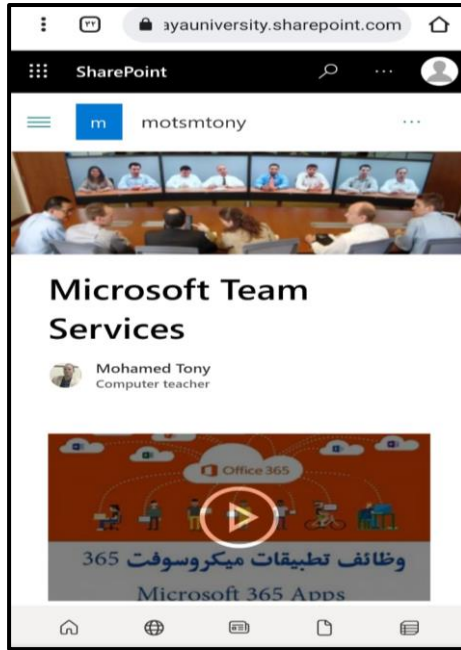 ٢٢
ayauniversity.sharepoint.com
SharePoint
m motsmtony
Microsoft Team
Services
Mohamed Tony
Computer teacher
Office 365
وظائف تطبيقات ميكروسوفت 365
Microsoft 365 Apps